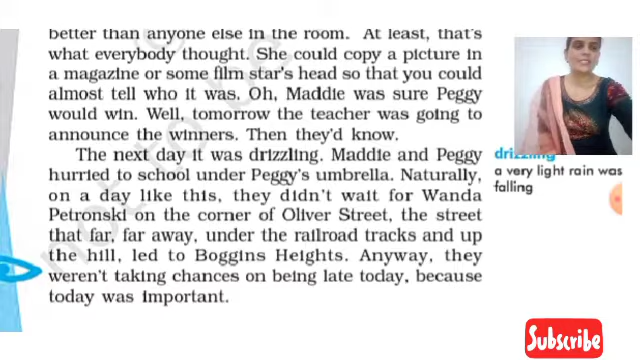 better than anyone else in the room. At least, that's
what everybody thought. She could copy a picture in
a magazine or some film star's head so that you could
almost tell who it was. Oh, Maddie was sure Peggy
would win. Well, tomorrow the teacher was going to
announce the winners. Then they'd know.
The next day it was drizzling. Maddie and Peggy
hurried to school under Peggy's umbrella. Naturally,
on a day like this, they didn't wait for Wanda
Petronski on the corner of Oliver Street, the street
that far, far away, under the railroad tracks and up
the hill, led to Boggins Heights. Anyway, they
weren't taking chances on being late today, because
today was important.
drizzling
a very light rain was
falling
not to be
Subscribe